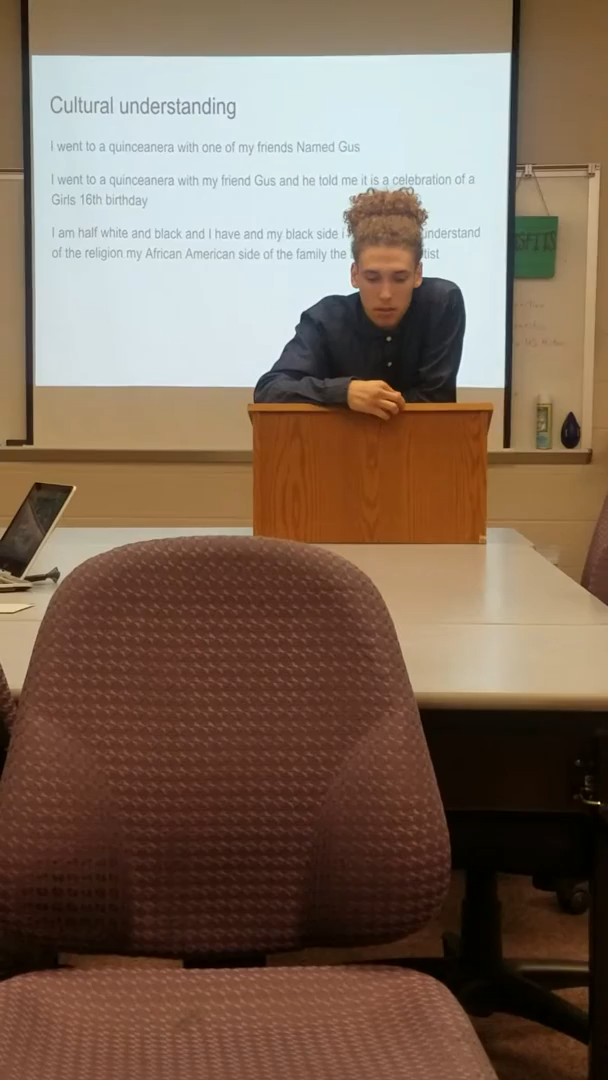 Cultural understanding
I went to a quinceanera with one of my friends Named Gus
I went to a quinceanera with my friend Gus and he told me it is a celebration of a
Girls 16th birthday
I am half white and black and I have and my black side i understand
of the religion my African American side of the family the tist